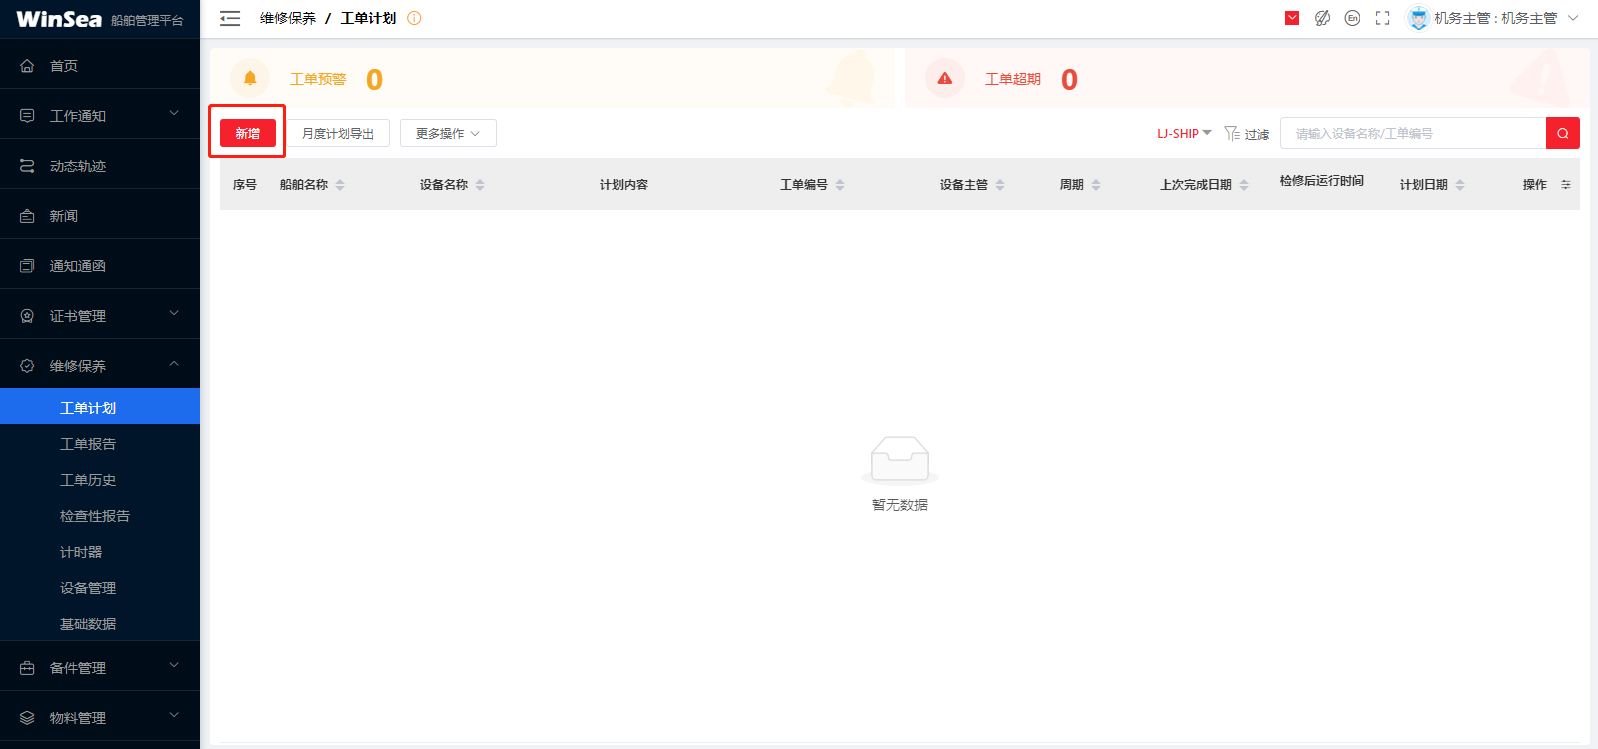 WinSea 船舶管理平台
维修保养 / 工单计划
En
机务主管 : 机务主管
首页
工作通知
动态轨迹
新闻
通知通函
证书管理
维修保养
工单计划
工单报告
工单历史
检查性报告
计时器
设备管理
基础数据
备件管理
物料管理
工单预警 0
工单超期 0
新增 月度计划导出 更多操作
LJ-SHIP 过滤 请输入设备名称/工单编号
序号 船舶名称 设备名称 计划内容 工单编号 设备主管 周期 上次完成日期 检修后运行时间 计划日期 操作
暂无数据